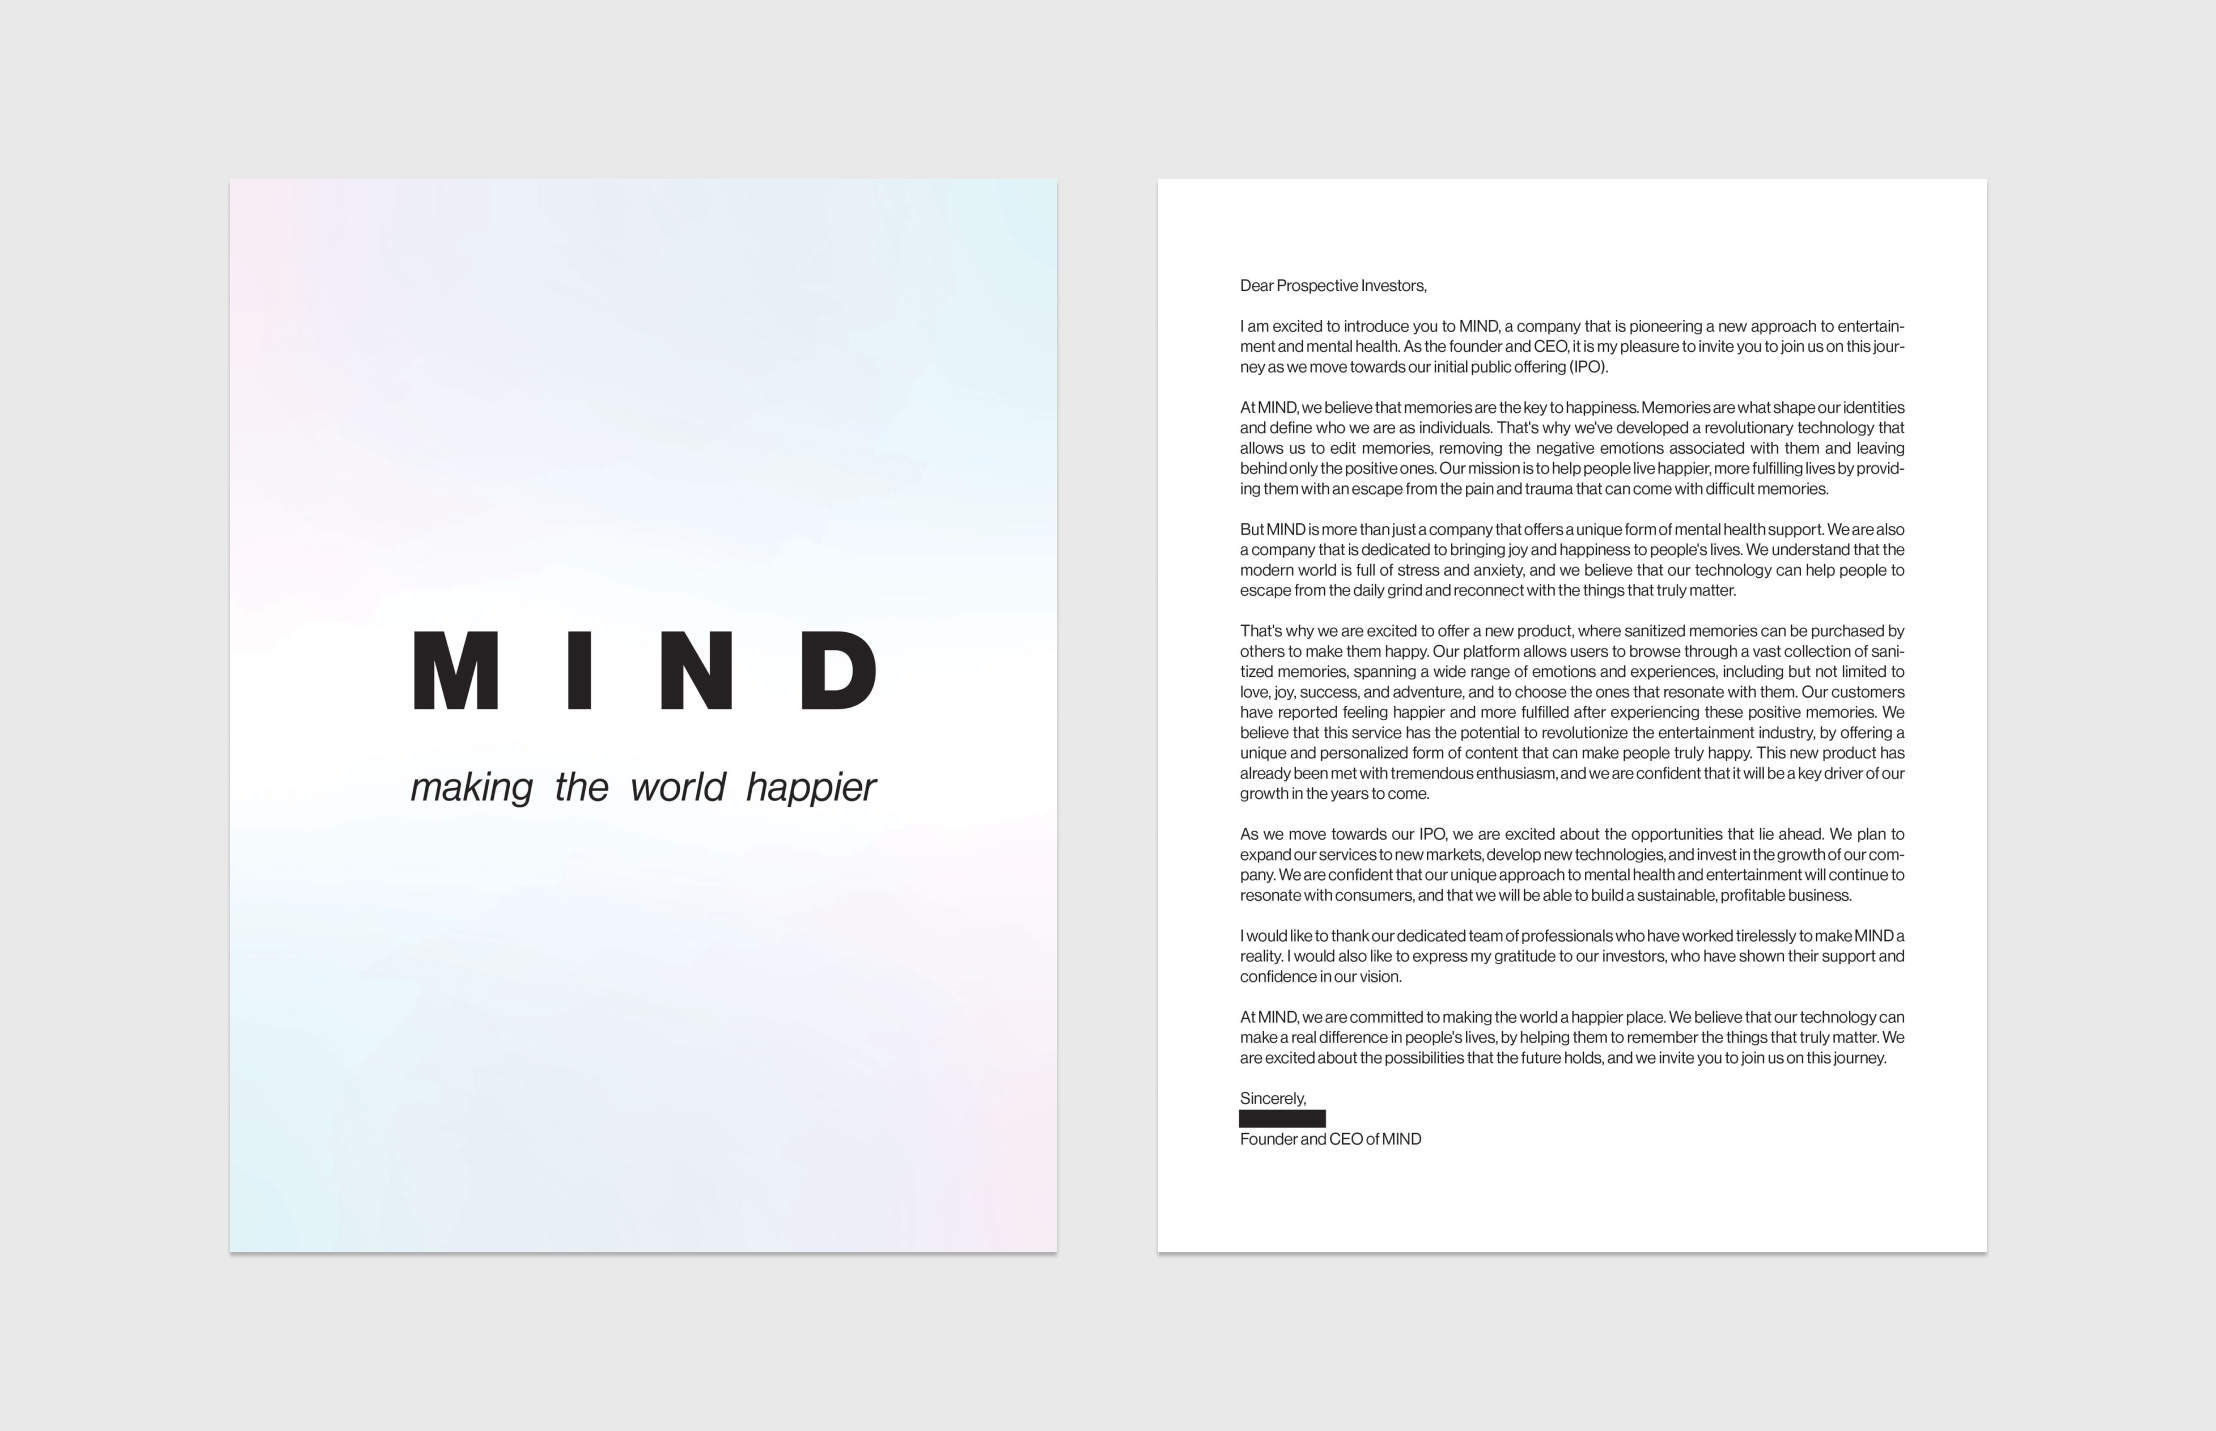 M I N D
making the world happier
Dear Prospective Investors,
I am excited to introduce you to MIND, a company that is pioneering a new approach to entertain-
ment and mental health. As the founder and CEO, it is my pleasure to invite you to join us on this jour-
ney as we move towards our initial public offering (IPO).
At MIND, we believe that memories are the key to happiness. Memories are what shape our identities
and define who we are as individuals. That's why we've developed a revolutionary technology that
allows us to edit memories, removing the negative emotions associated with them and leaving
behind only the positive ones. Our mission is to help people live happier, more fulfilling lives by provid-
ing them with an escape from the pain and trauma that can come with difficult memories.
But MIND is more than just a company that offers a unique form of mental health support. We are also
a company that is dedicated to bringing joy and happiness to people's lives. We understand that the
modern world is full of stress and anxiety, and we believe that our technology can help people to
escape from the daily grind and reconnect with the things that truly matter.
That's why we are excited to offer a new product, where sanitized memories can be purchased by
others to make them happy. Our platform allows users to browse through a vast collection of sani-
tized memories, spanning a wide range of emotions and experiences, including but not limited to
love, joy, success, and adventure, and to choose the ones that resonate with them. Our customers
have reported feeling happier and more fulfilled after experiencing these positive memories. We
believe that this service has the potential to revolutionize the entertainment industry, by offering a
unique and personalized form of content that can make people truly happy. This new product has
already been met with tremendous enthusiasm, and we are confident that it will be a key driver of our
growth in the years to come.
As we move towards our IPO, we are excited about the opportunities that lie ahead. We plan to
expand our services to new markets, develop new technologies, and invest in the growth of our com-
pany. We are confident that our unique approach to mental health and entertainment will continue to
resonate with consumers, and that we will be able to build a sustainable, profitable business.
I would like to thank our dedicated team of professionals who have worked tirelessly to make MIND a
reality. I would also like to express my gratitude to our investors, who have shown their support and
confidence in our vision.
At MIND, we are committed to making the world a happier place. We believe that our technology can
make a real difference in people's lives, by helping them to remember the things that truly matter. We
are excited about the possibilities that the future holds, and we invite you to join us on this journey.
Sincerely,
Founder and CEO of MIND